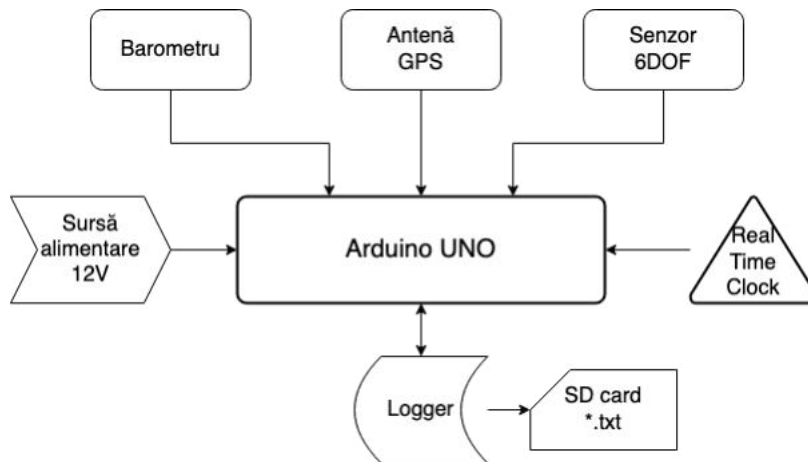 Barometru
Antenă
GPS
Senzor
6DOF
Sursă
alimentare
12V
Arduino UNO
Real
Time
Clock
Logger
SD card
*.txt